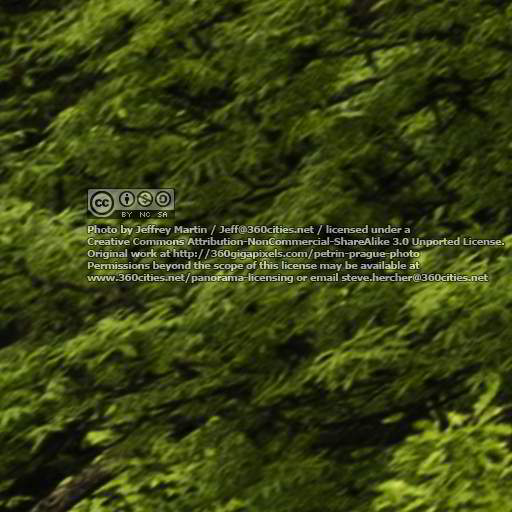 BY NC SA
Photo by Jeffrey Martin / Jeff@360cities.net / licensed under a
Creative Commons Attribution-NonCommercial-ShareAlike 3.0 Unported License.
Original work at http://360gigapixels.com/petrin-prague-photo
Permissions beyond the scope of this license may be available at
www.360cities.net/panorama-licensing or email steve.hercher@360cities.net